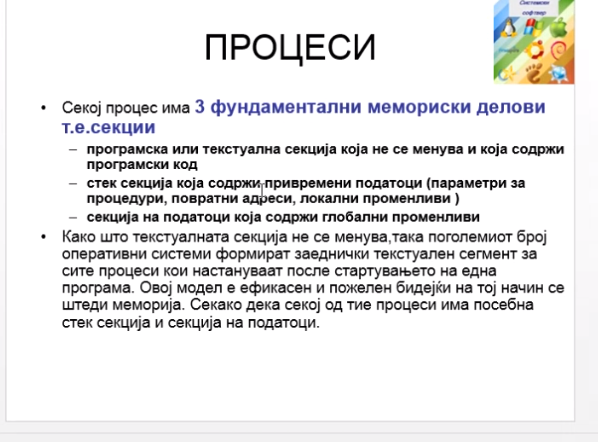 Системски
софтвер
ПРОЦЕСИ
• Секој процес има 3 фундаментални мемориски делови
т.е.секции
– програмска или текстуална секција која не се менува и која содржи
програмски код
– стек секција која содржи привремени податоци (параметри за
процедури, повратни адреси, локални променливи )
– секција на податоци која содржи глобални променливи
• Како што текстуалната секција не се менува,така поголемиот број
оперативни системи формират заеднички текстуален сегмент за
сите процеси кои настануваат после стартувањето на една
програма. Овој модел е ефикасен и пожелен бидејќи на тој начин се
штеди меморија. Секако дека секој од тие процеси има посебна
стек секција и секција на податоци.